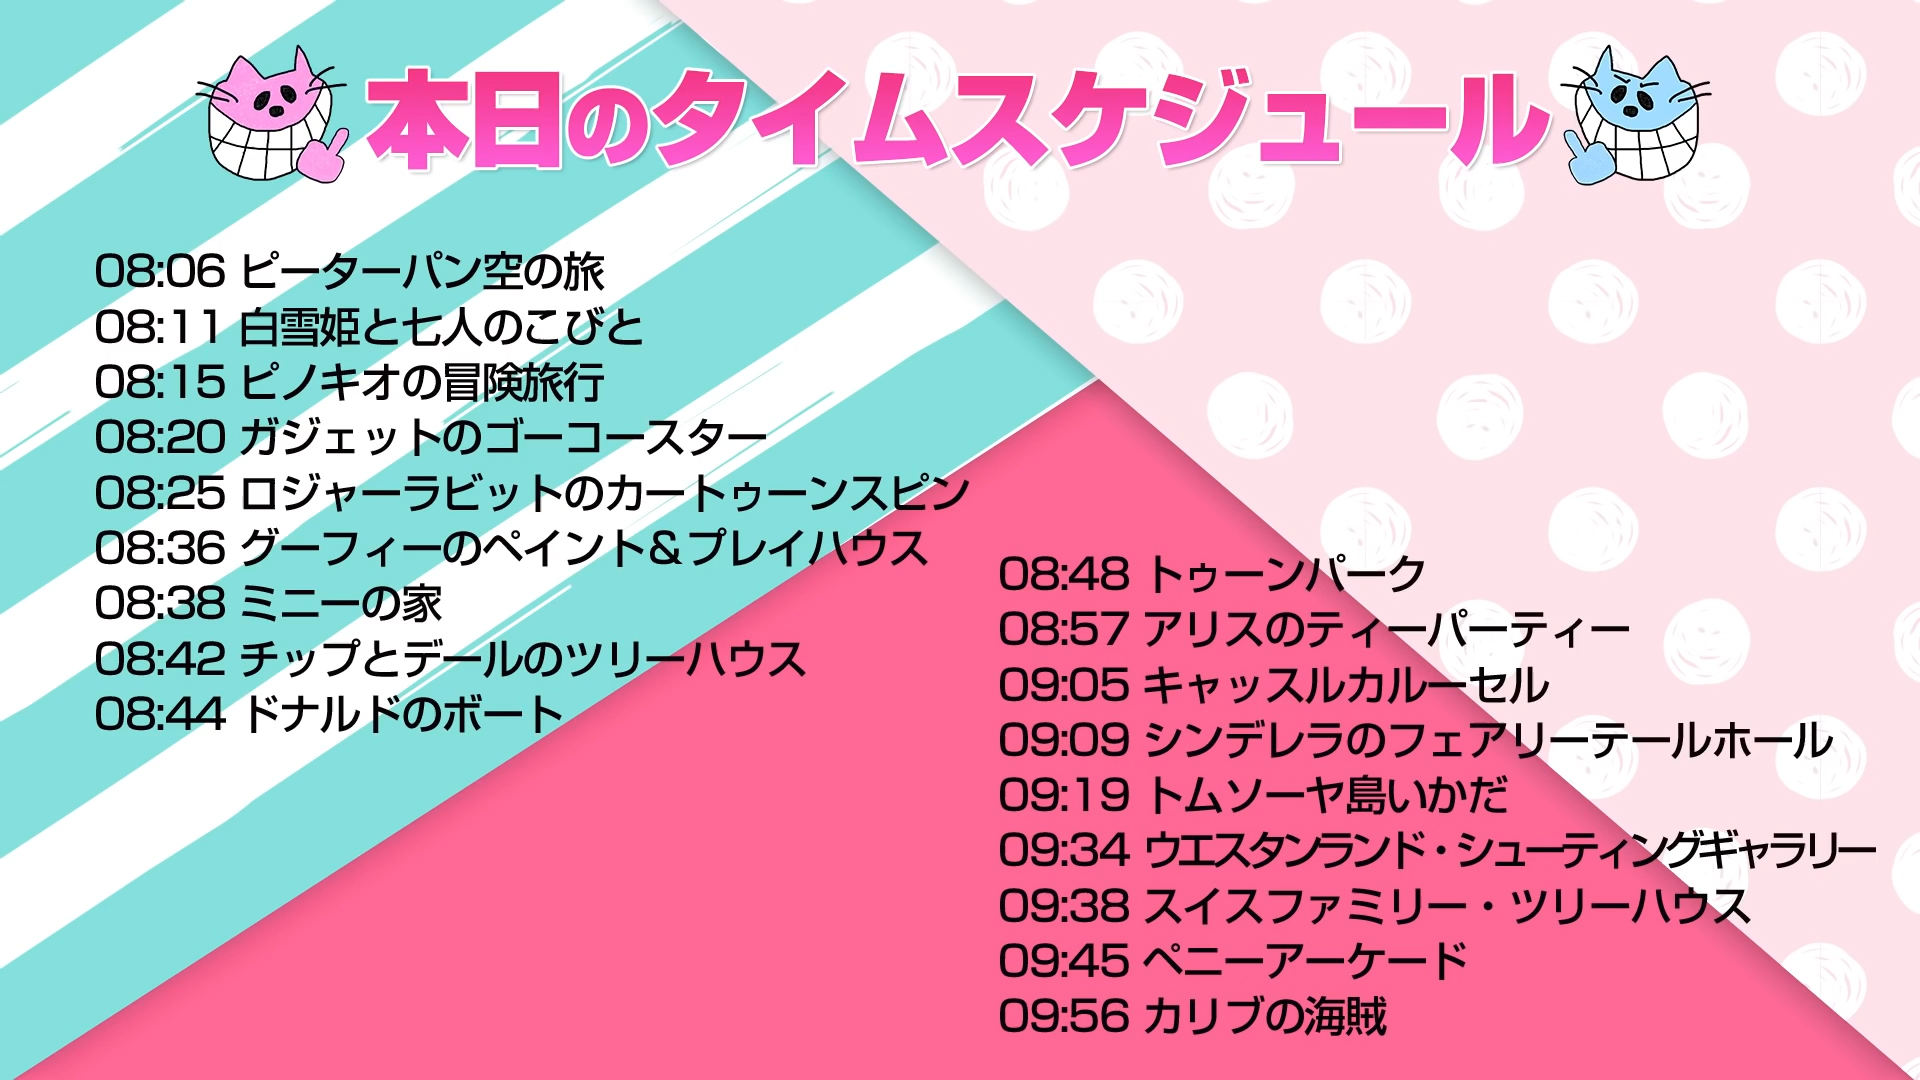 本日のタイムスケジュール
08:06 ピーターパン空の旅
08:11 白雪姫と七人のこびと
08:15 ピノキオの冒険旅行
08:20 ガジェットのゴーコースター
08:25 ロジャーラビットのカートゥーンスピン
08:36 グーフィーのペイント&プレイハウス
08:38 ミニーの家
08:42 チップとデールのツリーハウス
08:44 ドナルドのボート
08:48 トゥーンパーク
08:57 アリスのティーパーティー
09:05 キャッスルカルーセル
09:09 シンデレラのフェアリーテールホール
09:19 トムソーヤ島いかだ
09:34 ウエスタンランド・シューティングギャラリー
09:38 スイスファミリー・ツリーハウス
09:45 ペニーアーケード
09:56 カリブの海賊